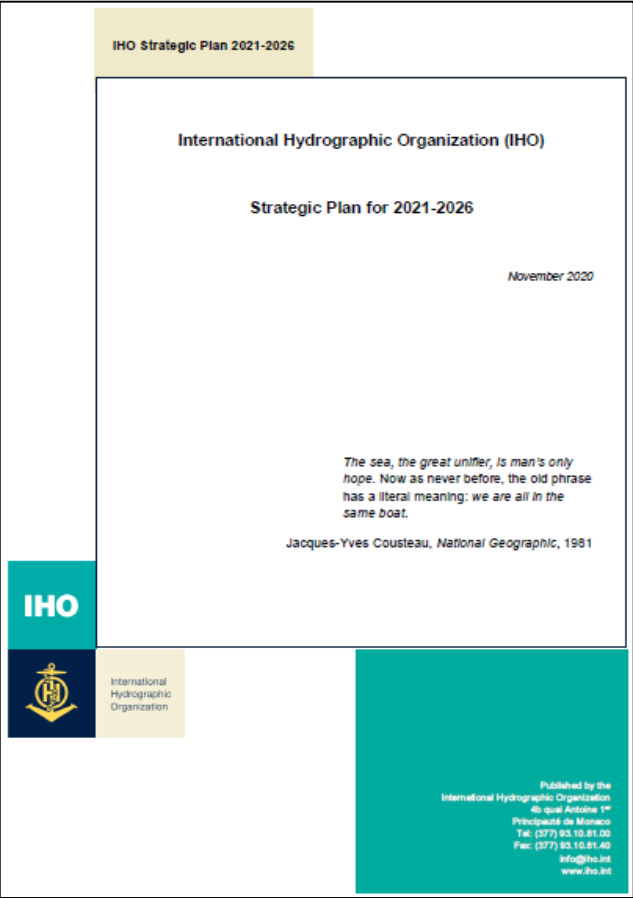 IHO Strategic Plan 2021-2026
International Hydrographic Organization (IHO)
Strategic Plan for 2021-2026
November 2020
The sea, the great unifier, is man's only
hope. Now as never before, the old phrase
has a literal meaning: we are all in the
same boat.
Jacques-Yves Cousteau, National Geographic, 1981
IHO
International
Hydrographic
Organization
Published by the
International Hydrographic Organization
4b quai Antoine 1er
Principauté de Monaco
Tel: (377) 93.10.81.00
Fax: (377) 93.10.81.40
info@iho.int
www.iho.int